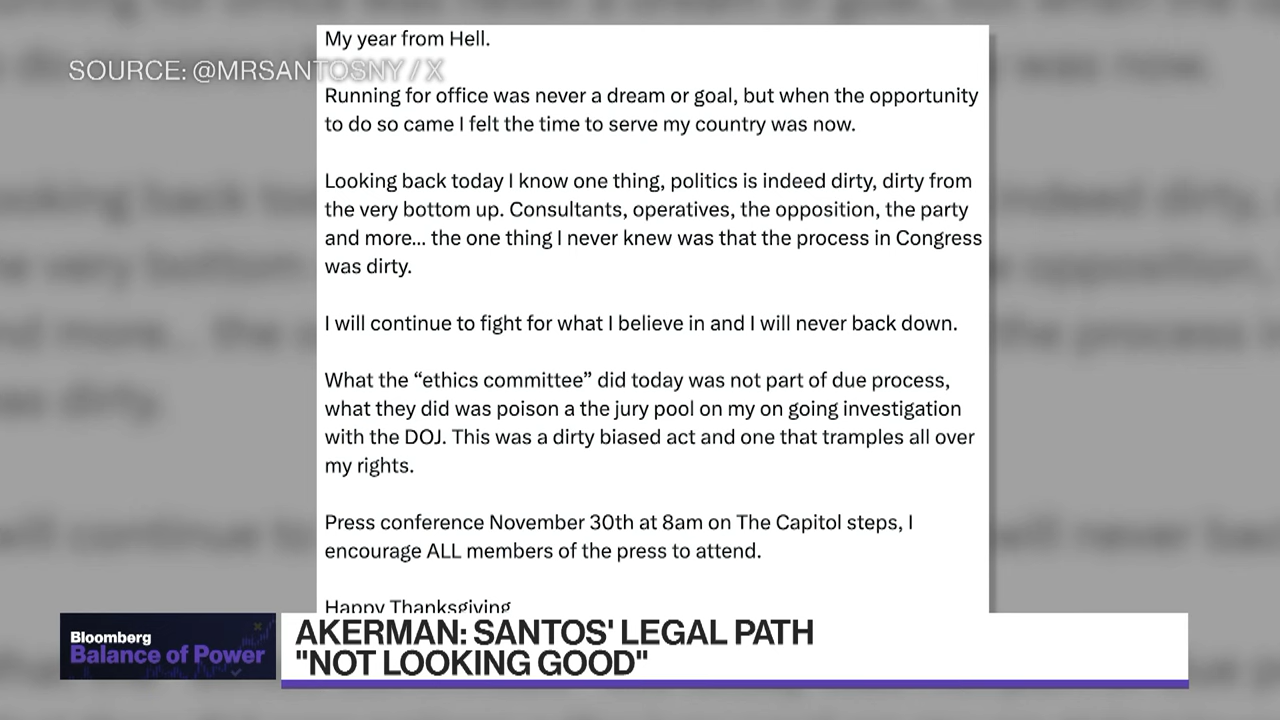 My year from Hell.
SOURCE: @MRSANTOSNY / X
Running for office was never a dream or goal, but when the opportunity
to do so came I felt the time to serve my country was now.
Looking back today I know one thing, politics is indeed dirty, dirty from
the very bottom up. Consultants, operatives, the opposition, the party
and more... the one thing I never knew was that the process in Congress
was dirty.
I will continue to fight for what I believe in and I will never back down.
What the “ethics committee” did today was not part of due process,
what they did was poison a the jury pool on my on going investigation
with the DOJ. This was a dirty biased act and one that tramples all over
my rights.
Press conference November 30th at 8am on The Capitol steps, I
encourage ALL members of the press to attend.
Happy Thanksgiving
Bloomberg
Balance of Power
AKERMAN: SANTOS' LEGAL PATH
"NOT LOOKING GOOD"